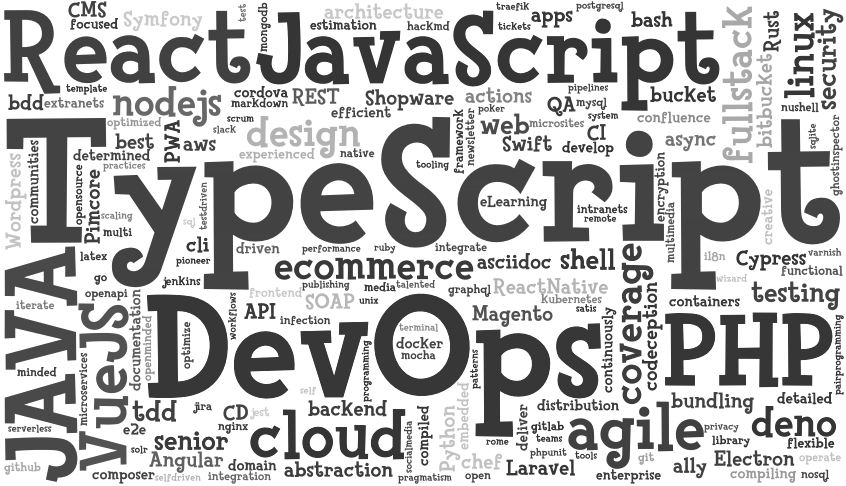 CMS
focused
Symfony
test
mongodb
architecture
estimation
hackmd
traefik
tickets
apps
postgresql
bash
React
JavaScript
fullstack
bitbucket
Rust
linux
security
template
bdd
extranets
nodejs
cordova
markdown
REST
Shopware
efficient
actions
poker
QA
mysql
pipelines
system
bucket
confluence
nushell
optimized
scrum
slack
design
experienced
native
framework
newsletter
web
microsites
Swift
CI
develop
async
sqlite
ghostinspector
best
determined
practices
PWA
aws
tooling
TypeScript
Wordpress
communities
opensource
Pimcore
scaling
multi
sql
testdriven
eLearning
intranets
remote
encryption
multimedia
creative
latex
go
openapi
cli
pioneer
jenkins
driven
performance
ruby
integrate
ecommerce
asciidoc
shell
i18n
wizard
Cypress
varnish
functional
testing
containers
JAVA
iterate
minded
serverless
github
VueJS
microservices
documentation
openminded
optimize
workflows
frontend
publishing
SOAP
media
talented
unix
graphql
ReactNative
Kubernetes
satis
Magento
API
infection
DevOps
terminal
docker
mocha
programming
patterns
continuously
coverage
codeception
PHP
pairprogramming
self
tdd
jira
CD
jest
nginx
e2e
solr
senior
Angular
composer
selfdriven
domain
integration
backend
cloud
abstraction
socialmedia
compiled
pragmatism
Python
embedded
chef
open
rome
deliver
Laravel
distribution
gitlab
teams
phpunit
tools
agile
enterprise
git
ally
privacy
library
bundling
detailed
deno
flexible
Electron
operate
compiling
nosql